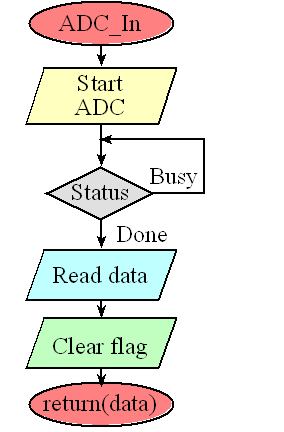 ADC_In
Start
ADC
Busy
Status
Done
Read data
Clear flag
return(data)